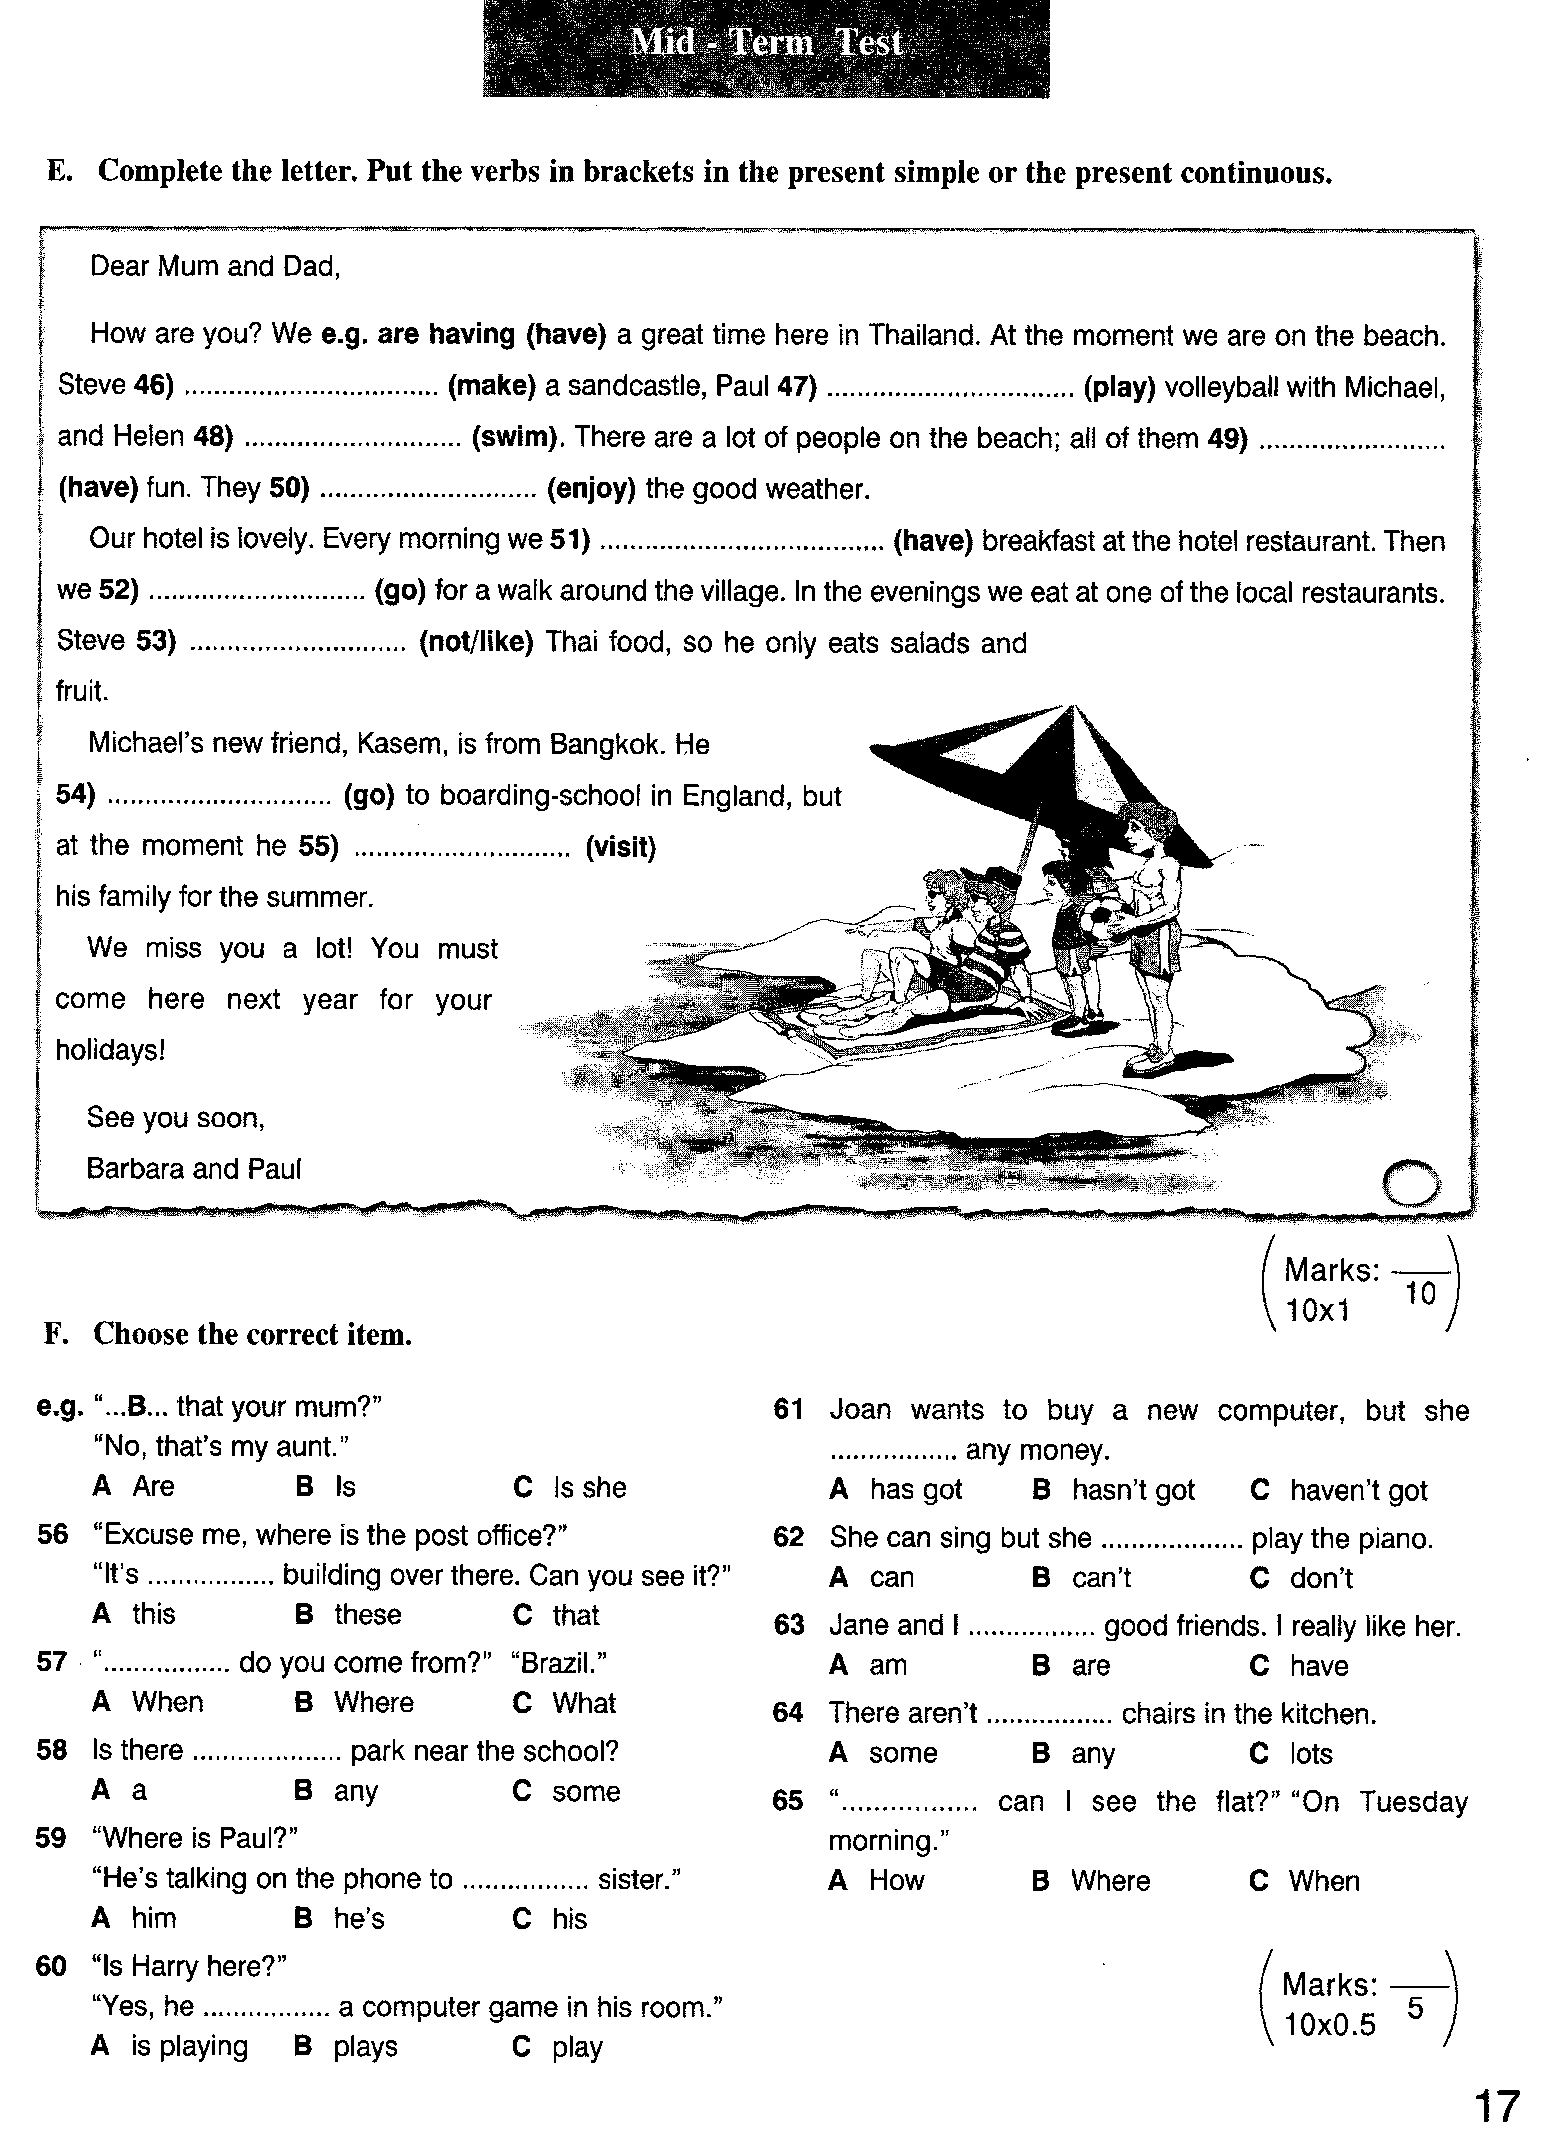 Mid - Term Test
E. Complete the letter. Put the verbs in brackets in the present simple or the present continuous.
Dear Mum and Dad,
How are you? We e.g. are having (have) a great time here in Thailand. At the moment we are on the beach.
Steve 46) .................................. (make) a sandcastle, Paul 47) ................................. (play) volleyball with Michael,
and Helen 48) ............................. (swim). There are a lot of people on the beach; all of them 49) .........................
(have) fun. They 50) ............................. (enjoy) the good weather.
Our hotel is lovely. Every morning we 51) ...................................... (have) breakfast at the hotel restaurant. Then
we 52) ............................. (go) for a walk around the village. In the evenings we eat at one of the local restaurants.
Steve 53) ............................. (not/like) Thai food, so he only eats salads and
fruit.
Michael's new friend, Kasem, is from Bangkok. He
54) .............................. (go) to boarding-school in England, but
at the moment he 55) ............................. (visit)
his family for the summer.
We miss you a lot! You must
come here next year for your
holidays!
See you soon,
Barbara and Paul
Marks:
10x1 10
F. Choose the correct item.
e.g. “...B... that your mum?”
“No, that's my aunt.”
A Are B Is C Is she
56 “Excuse me, where is the post office?”
“It's ................. building over there. Can you see it?”
A this B these C that
57 “................. do you come from?” “Brazil.”
A When B Where C What
58 Is there .................... park near the school?
A a B any C some
59 “Where is Paul?”
“He's talking on the phone to ................. sister.”
A him B he's C his
60 “Is Harry here?”
“Yes, he ................. a computer game in his room.”
A is playing B plays C play
61 Joan wants to buy a new computer, but she
................. any money.
A has got B hasn't got C haven't got
62 She can sing but she ................... play the piano.
A can B can't C don't
63 Jane and I ................. good friends. I really like her.
A am B are C have
64 There aren't ................. chairs in the kitchen.
A some B any C lots
65 “................. can I see the flat?” “On Tuesday
morning.”
A How B Where C When
Marks:
10x0.5 5
17